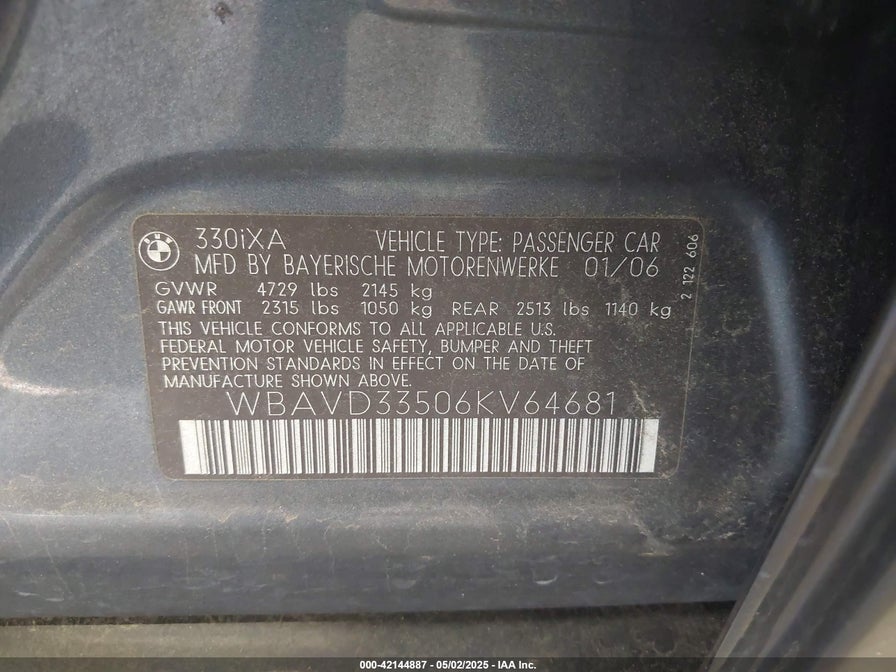 BMW
330iXA VEHICLE TYPE: PASSENGER CAR
MFD BY BAYERISCHE MOTORENWERKE 01/06
GVWR 4729 lbs 2145 kg
GAWR FRONT 2315 lbs 1050 kg REAR 2513 lbs 1140 kg
THIS VEHICLE CONFORMS TO ALL APPLICABLE U.S.
FEDERAL MOTOR VEHICLE SAFETY, BUMPER AND THEFT
PREVENTION STANDARDS IN EFFECT ON THE DATE OF
MANUFACTURE SHOWN ABOVE.
WBAVD33506KV64681
2 122 606
000-42144887 - 05/02/2025 - IAA Inc.